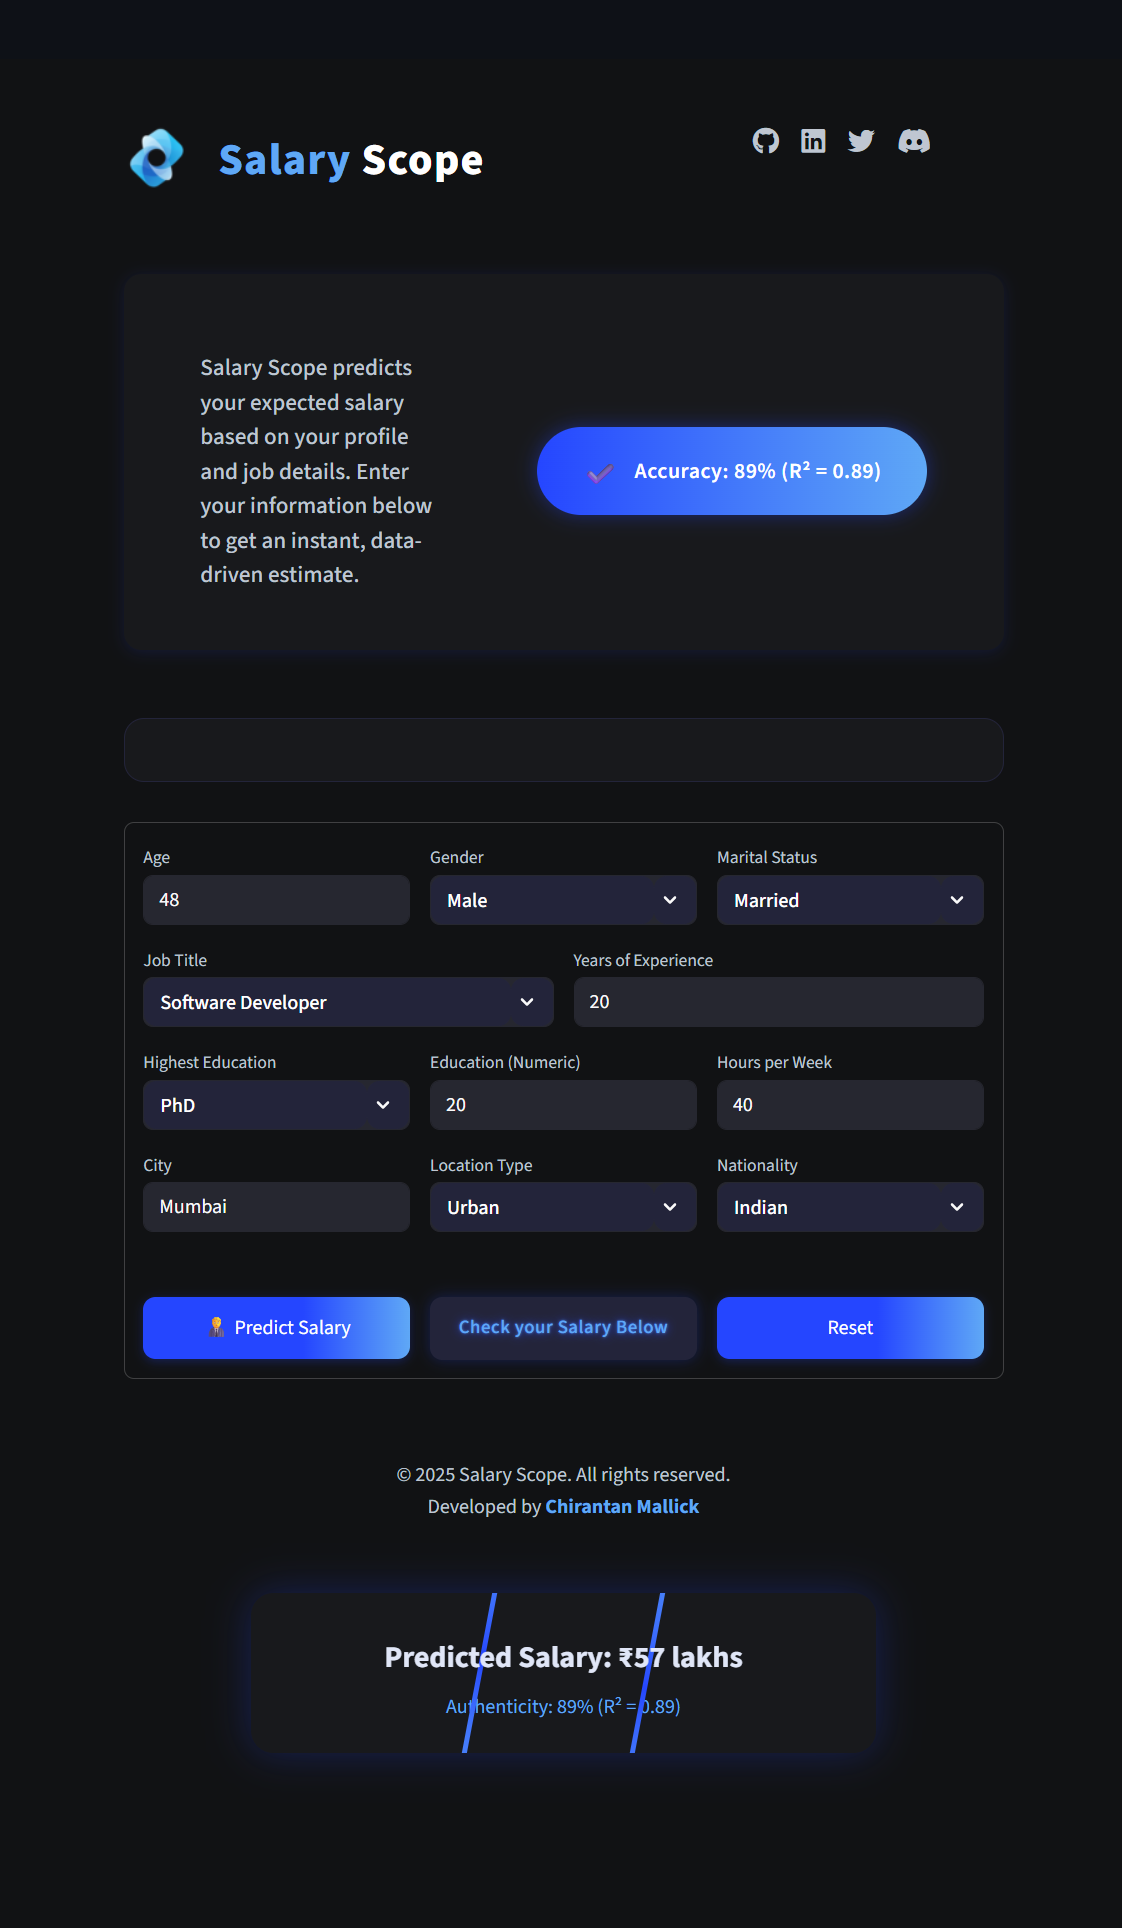 Salary Scope
Salary Scope predicts
your expected salary
based on your profile
and job details. Enter
your information below
to get an instant, data-
driven estimate.
Accuracy: 89% (R² = 0.89)
Age
Gender
Marital Status
48
Male
Married
Job Title
Years of Experience
Software Developer
20
Highest Education
Education (Numeric)
Hours per Week
PhD
20
40
City
Location Type
Nationality
Mumbai
Urban
Indian
Predict Salary
Check your Salary Below
Reset
© 2025 Salary Scope. All rights reserved.
Developed by Chirantan Mallick
Predicted Salary: ₹57 lakhs
Authenticity: 89% (R² = 0.89)